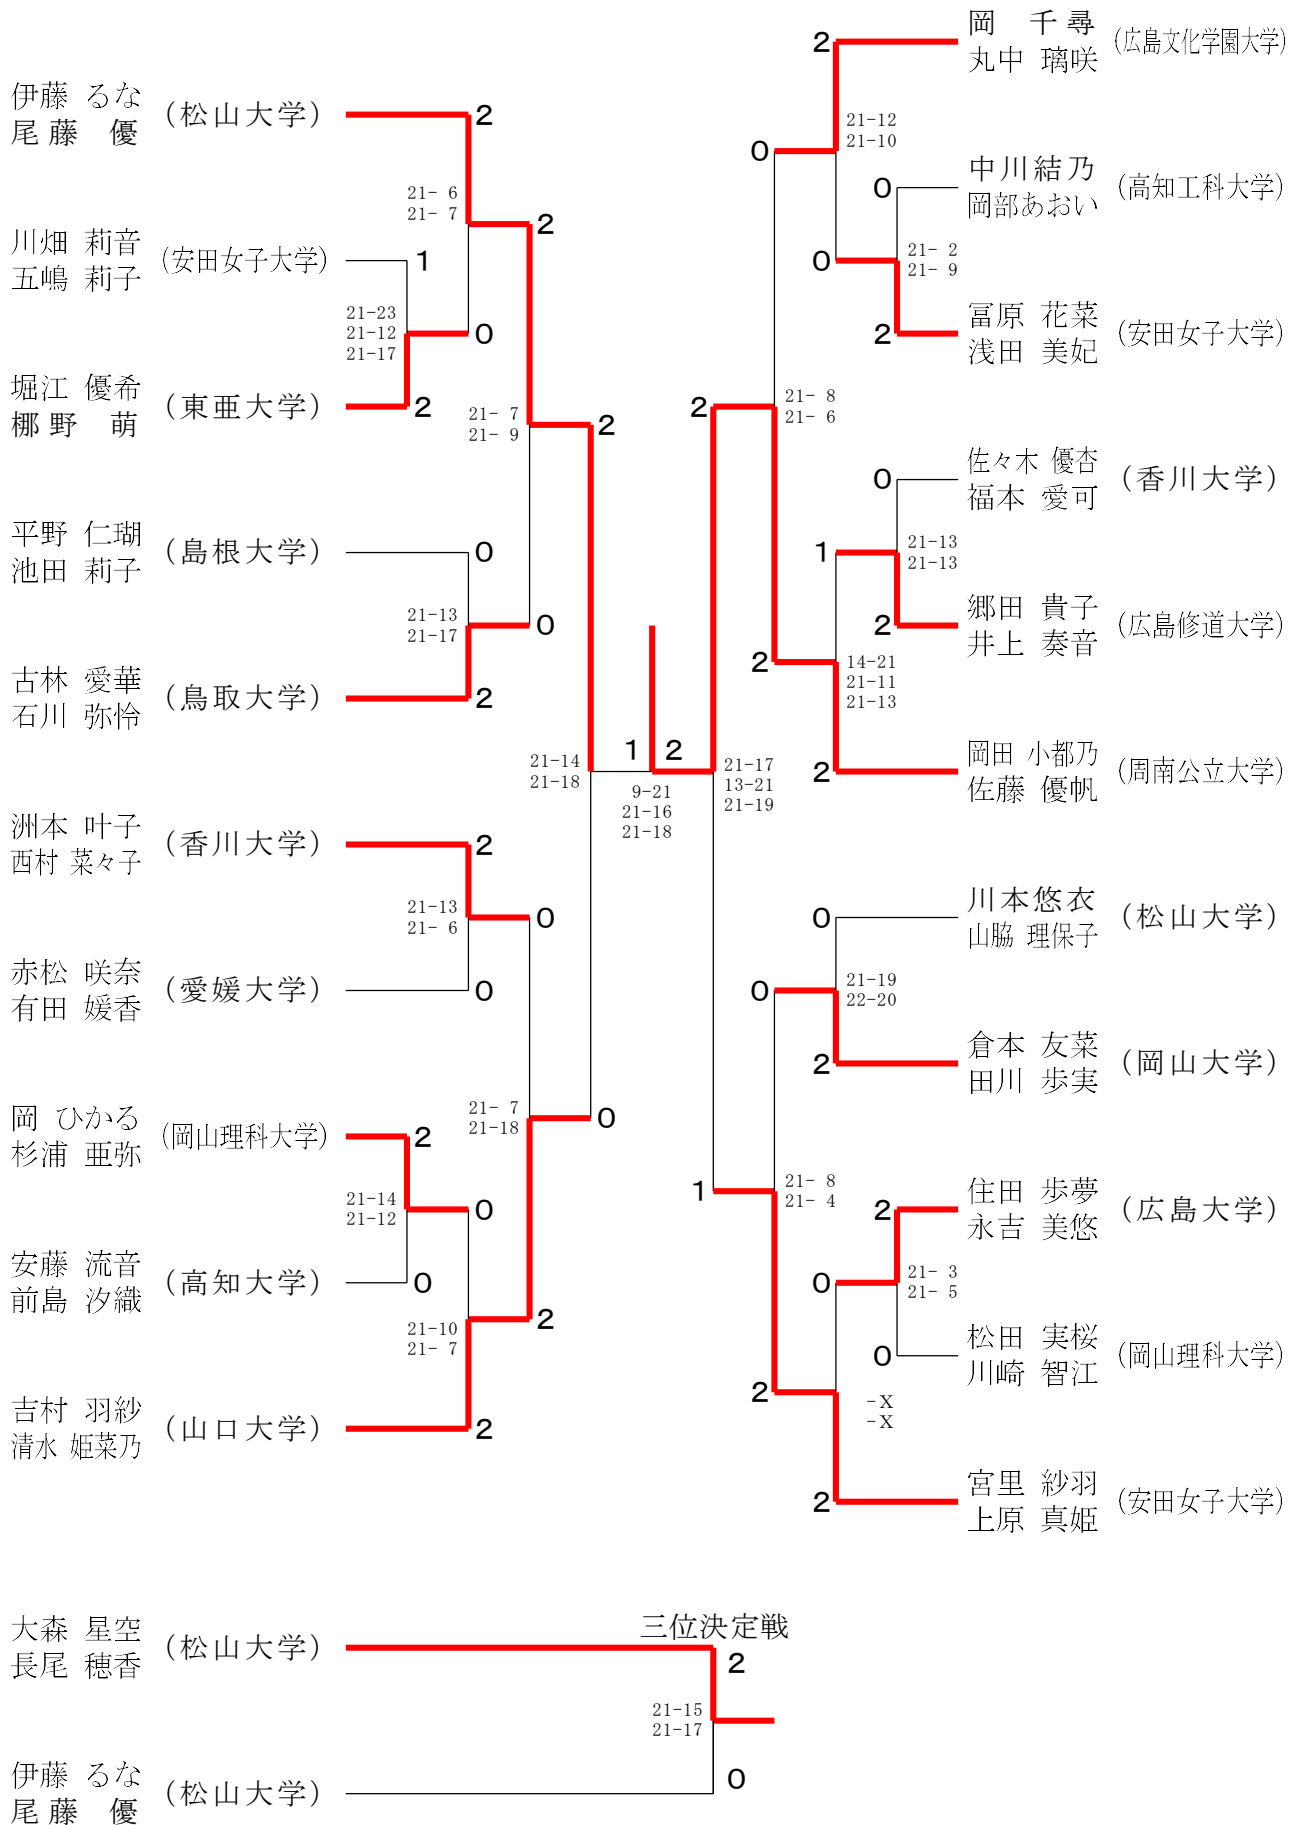 伊藤 るな
尾藤 優
(松山大学)
2
21- 6
21- 7
2
川畑 莉音
五嶋 莉子
(安田女子大学)
1
21-23
21-12
21-17
0
堀江 優希
梛野 萌
(東亜大学)
2
21- 7
21- 9
2
平野 仁瑚
池田 莉子
(島根大学)
0
21-13
21-17
0
古林 愛華
石川 弥怜
(鳥取大学)
2
21-14
21-18
洲本 叶子
西村 菜々子
(香川大学)
2
21-13
21- 6
0
赤松 咲奈
有田 媛香
(愛媛大学)
0
岡 ひかる
杉浦 亜弥
(岡山理科大学)
2
21- 7
21-18
0
21-14
21-12
0
安藤 流音
前島 汐織
(高知大学)
0
21-10
21- 7
2
吉村 羽紗
清水 姫菜乃
(山口大学)
2
1
2
9-21
21-16
21-18
岡 千尋
丸中 璃咲
(広島文化学園大学)
2
21-12
21-10
0
中川結乃
岡部あおい
(高知工科大学)
0
21- 2
21- 9
0
冨原 花菜
浅田 美妃
(安田女子大学)
2
21- 8
21- 6
2
佐々木 優杏
福本 愛可
(香川大学)
0
21-13
21-13
1
郷田 貴子
井上 奏音
(広島修道大学)
2
2
14-21
21-11
21-13
岡田 小都乃
佐藤 優帆
(周南公立大学)
2
21-17
13-21
21-19
川本悠衣
山脇 理保子
(松山大学)
0
21-19
22-20
0
倉本 友菜
田川 歩実
(岡山大学)
2
21- 8
21- 4
1
住田 歩夢
永吉 美悠
(広島大学)
2
21- 3
21- 5
0
松田 実桜
川崎 智江
(岡山理科大学)
0
-X
-X
2
宮里 紗羽
上原 真姫
(安田女子大学)
2
三位決定戦
大森 星空
長尾 穂香
(松山大学)
2
21-15
21-17
伊藤 るな
尾藤 優
(松山大学)
0